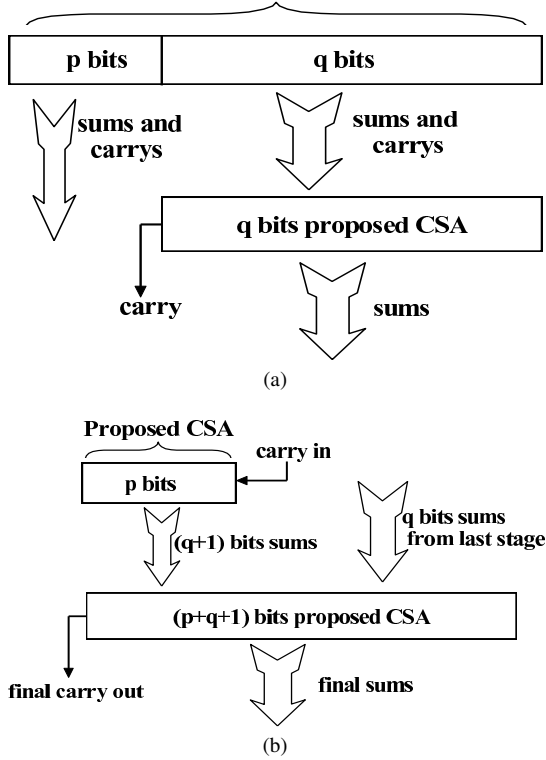 p bits
q bits
sums and
carrys
sums and
carrys
q bits proposed CSA
carry
sums
(a)
Proposed CSA
carry in
p bits
(q+1) bits sums
q bits sums
from last stage
(p+q+1) bits proposed CSA
final carry out
final sums
(b)